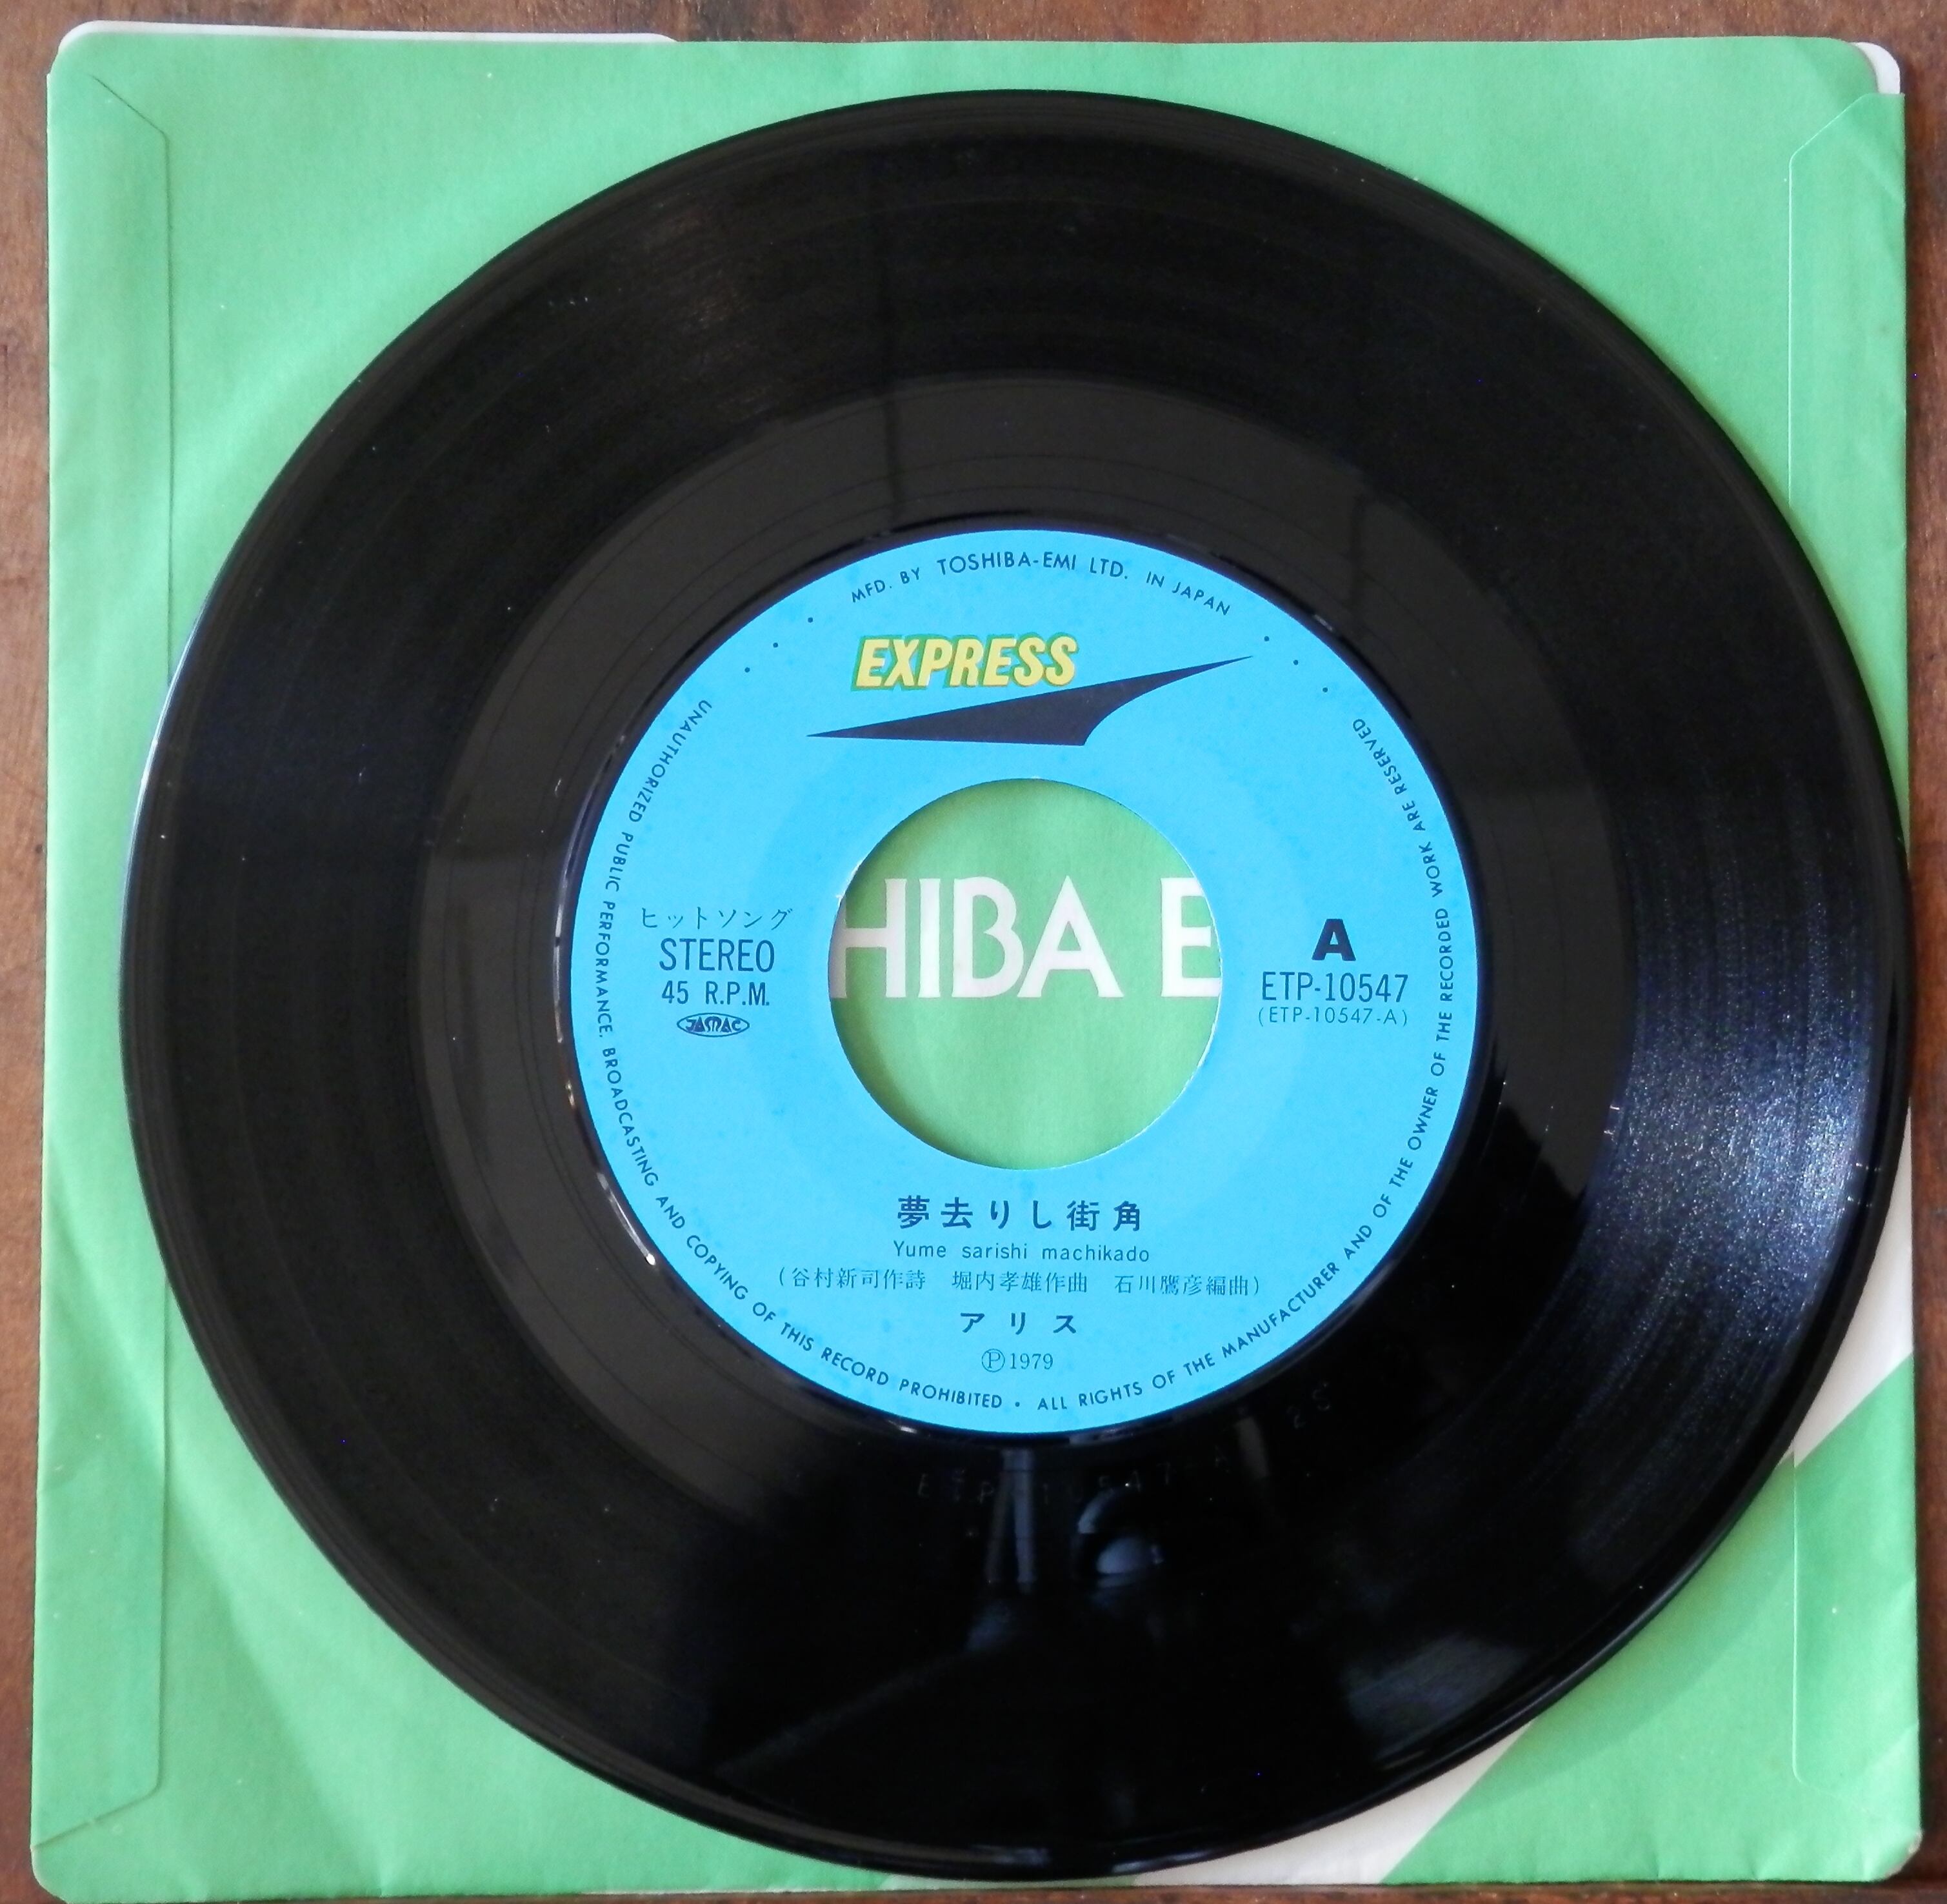 MFD. BY TOSHIBA-EMI LTD. IN JAPAN
EXPRESS
UNAUTHORIZED PUBLIC PERFORMANCE. BROADCASTING AND COPYING OF THIS RECORD PROHIBITED • ALL RIGHTS OF THE MANUFACTURER AND OF THE OWNER OF THE RECORDED WORK ARE RESERVED
ヒットソング
STEREO
45 R.P.M.
JASRAC
HIBA E
A
ETP-10547
(ETP-10547-A)
夢去りし街角
Yume sarishi machikado
(谷村新司作詩 堀内孝雄作曲 石川鷹彦編曲)
アリス
Ⓟ1979